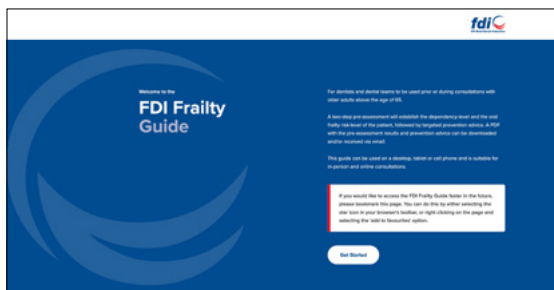 fdi
FDI World Dental Federation
Welcome to the
FDI Frailty
Guide
For dentists and dental teams to be used prior or during consultations with
older adults above the age of 65.
A two-step pre-assessment will establish the dependency-level and the oral
frailty risk-level of the patient, followed by targeted prevention advice. A PDF
with the pre-assessment results and prevention advice can be downloaded
and/or received via email.
This guide can be used on a desktop, tablet or cell phone and is suitable for
in-person and online consultations.
If you would like to access the FDI Frailty Guide faster in the future,
please bookmark this page. You can do this by either selecting the
star icon in your browser's toolbar, or right clicking on the page and
selecting the 'add to favourites' option.
Get Started